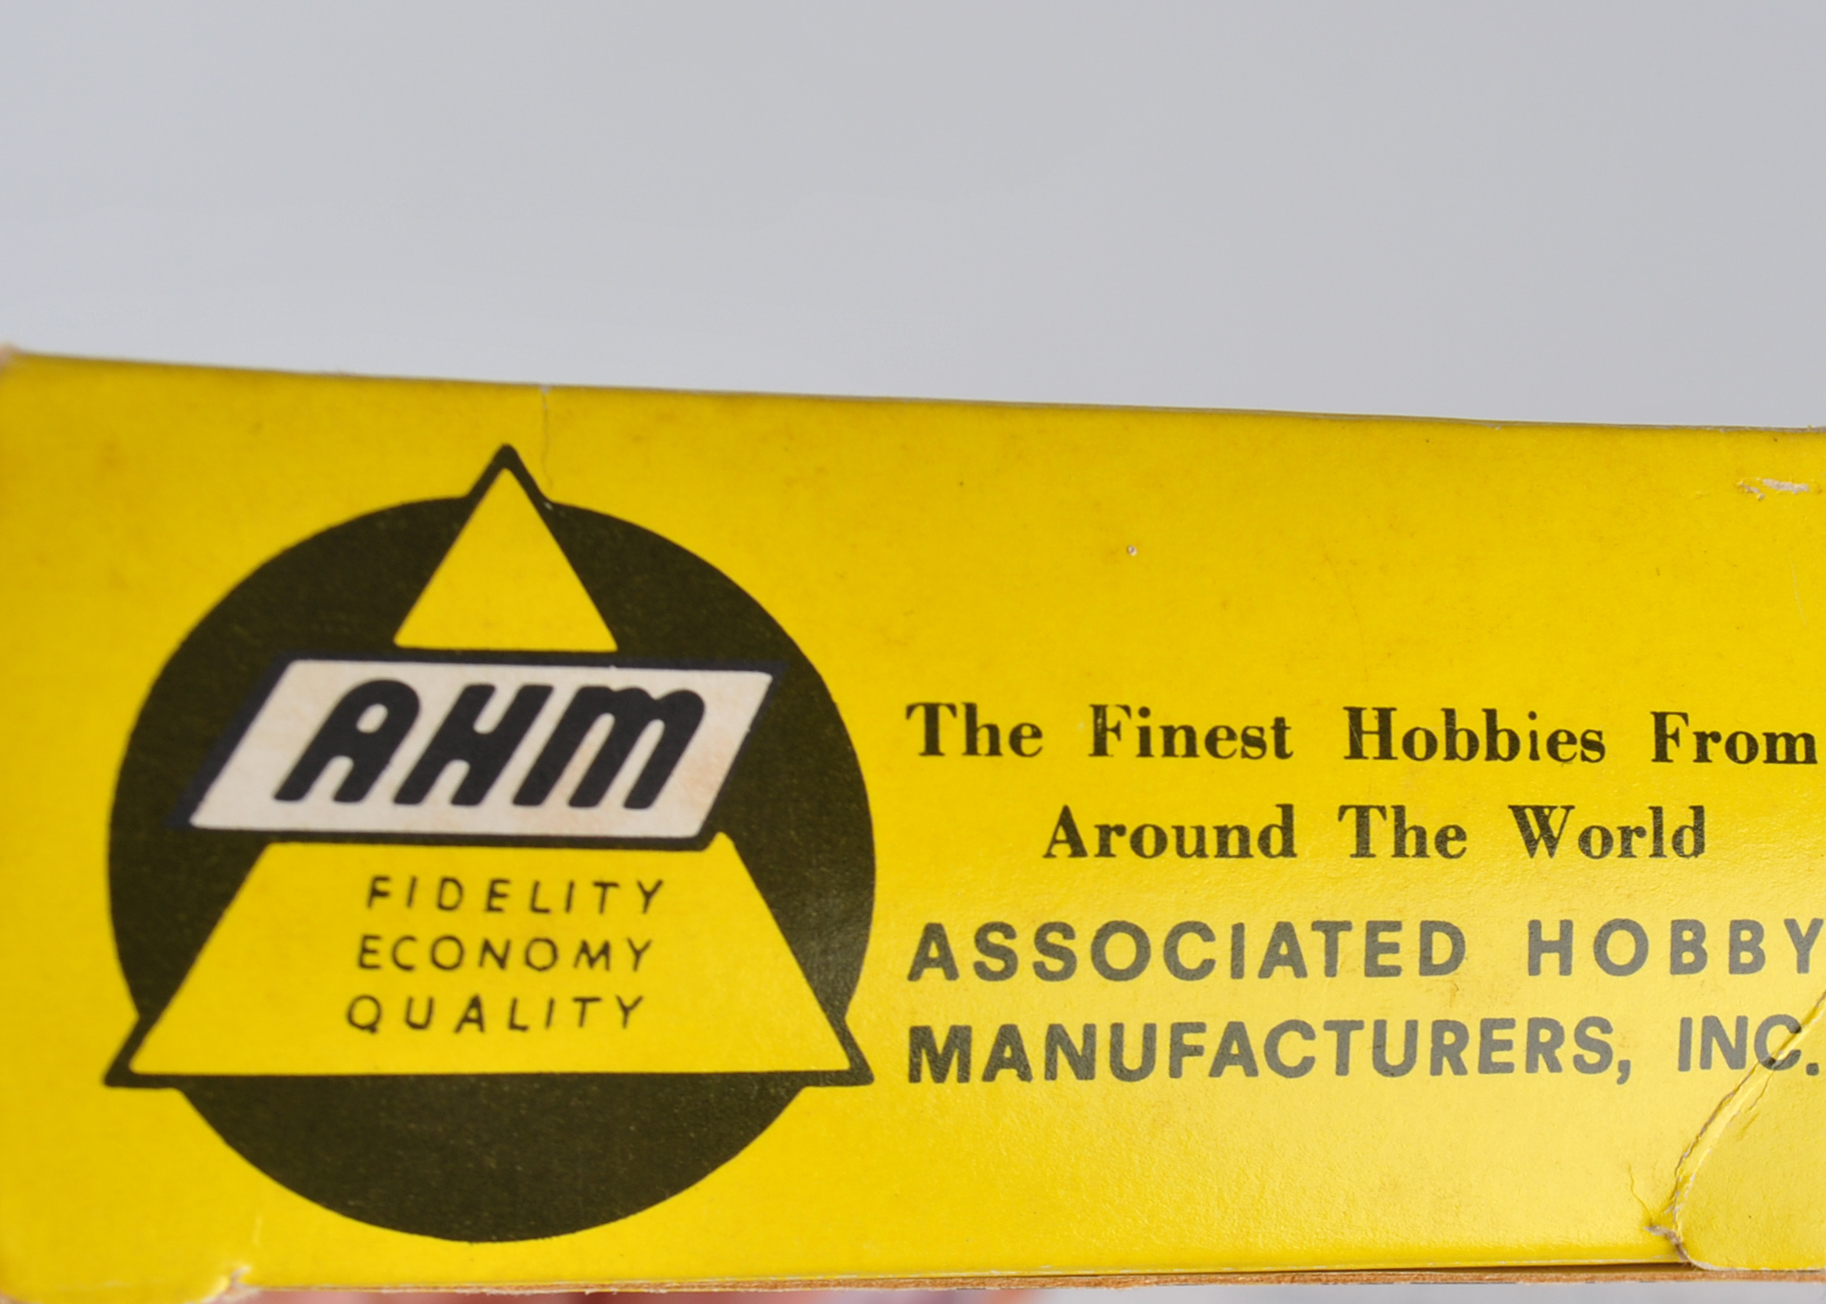 AHM
FIDELITY
ECONOMY
QUALITY
The Finest Hobbies From
Around The World
ASSOCIATED HOBBY
MANUFACTURERS, INC.